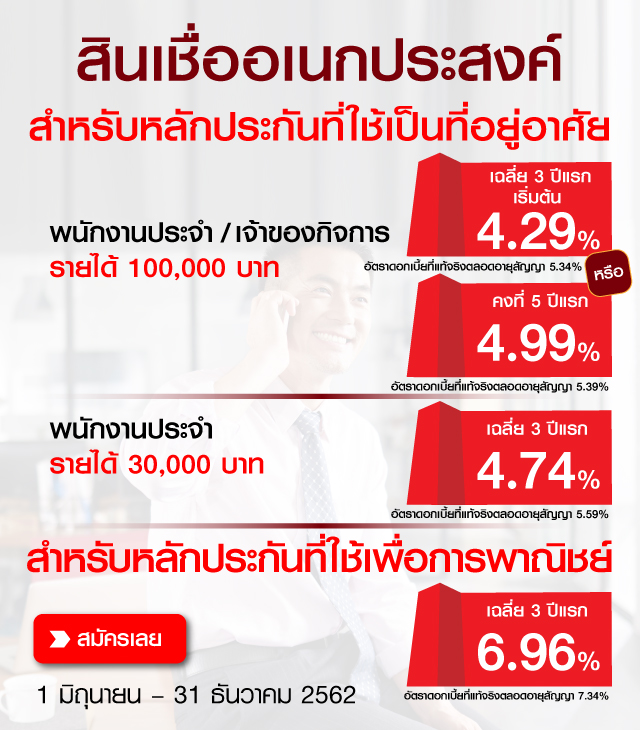 สินเชื่ออเนกประสงค์
สำหรับหลักประกันที่ใช้เป็นที่อยู่อาศัย
เฉลี่ย 3 ปีแรก
เริ่มต้น
พนักงานประจำ / เจ้าของกิจการ
4.29%
รายได้ 100,000 บาท
อัตราดอกเบี้ยที่แท้จริงตลอดอายุสัญญา 5.34%
หรือ
คงที่ 5 ปีแรก
4.99%
อัตราดอกเบี้ยที่แท้จริงตลอดอายุสัญญา 5.39%
พนักงานประจำ
เฉลี่ย 3 ปีแรก
รายได้ 30,000 บาท
4.74%
อัตราดอกเบี้ยที่แท้จริงตลอดอายุสัญญา 5.59%
สำหรับหลักประกันที่ใช้เพื่อการพาณิชย์
เฉลี่ย 3 ปีแรก
สมัครเลย
6.96%
1 มิถุนายน – 31 ธันวาคม 2562
อัตราดอกเบี้ยที่แท้จริงตลอดอายุสัญญา 7.34%